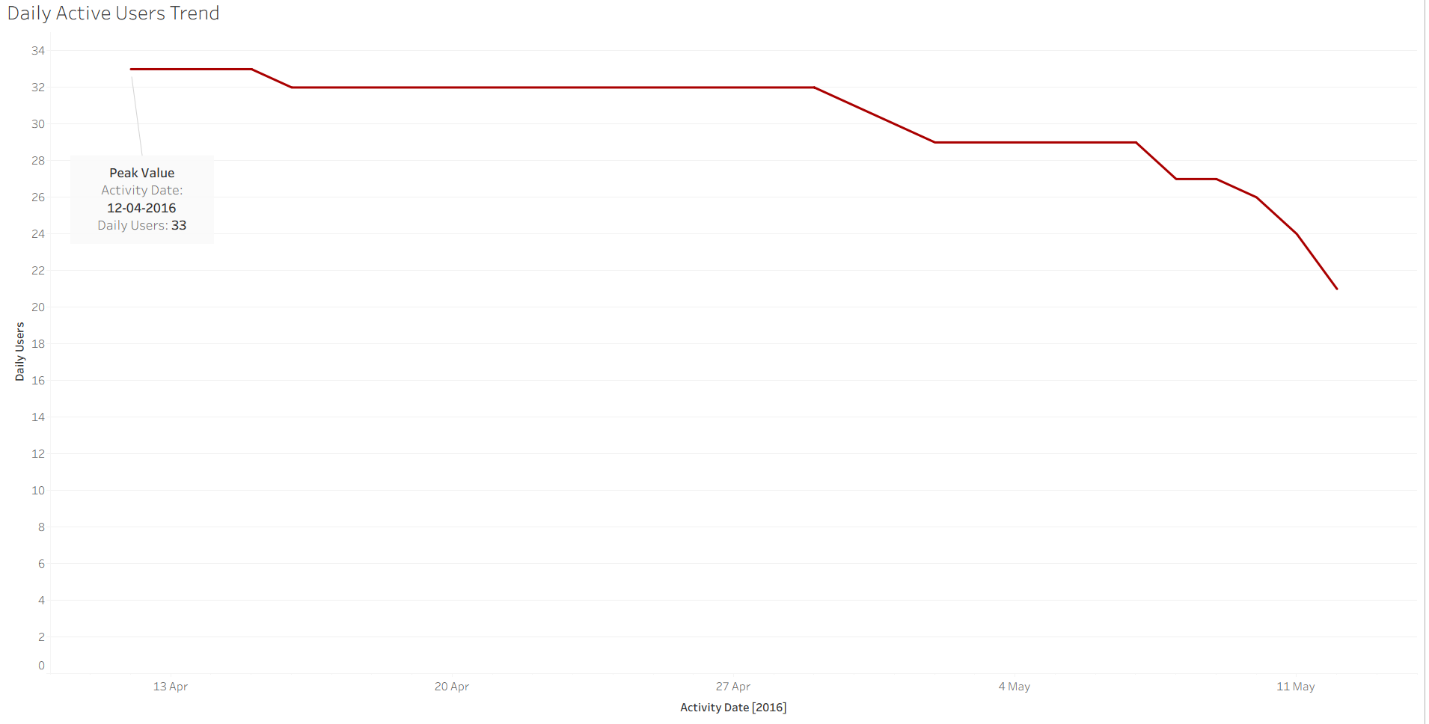 Daily Active Users Trend
34
32
30
28
26
24
22
20
18
16
14
12
10
8
6
4
2
0
Daily Users
Peak Value
Activity Date:
12-04-2016
Daily Users: 33
13 Apr
20 Apr
27 Apr
4 May
11 May
Activity Date [2016]